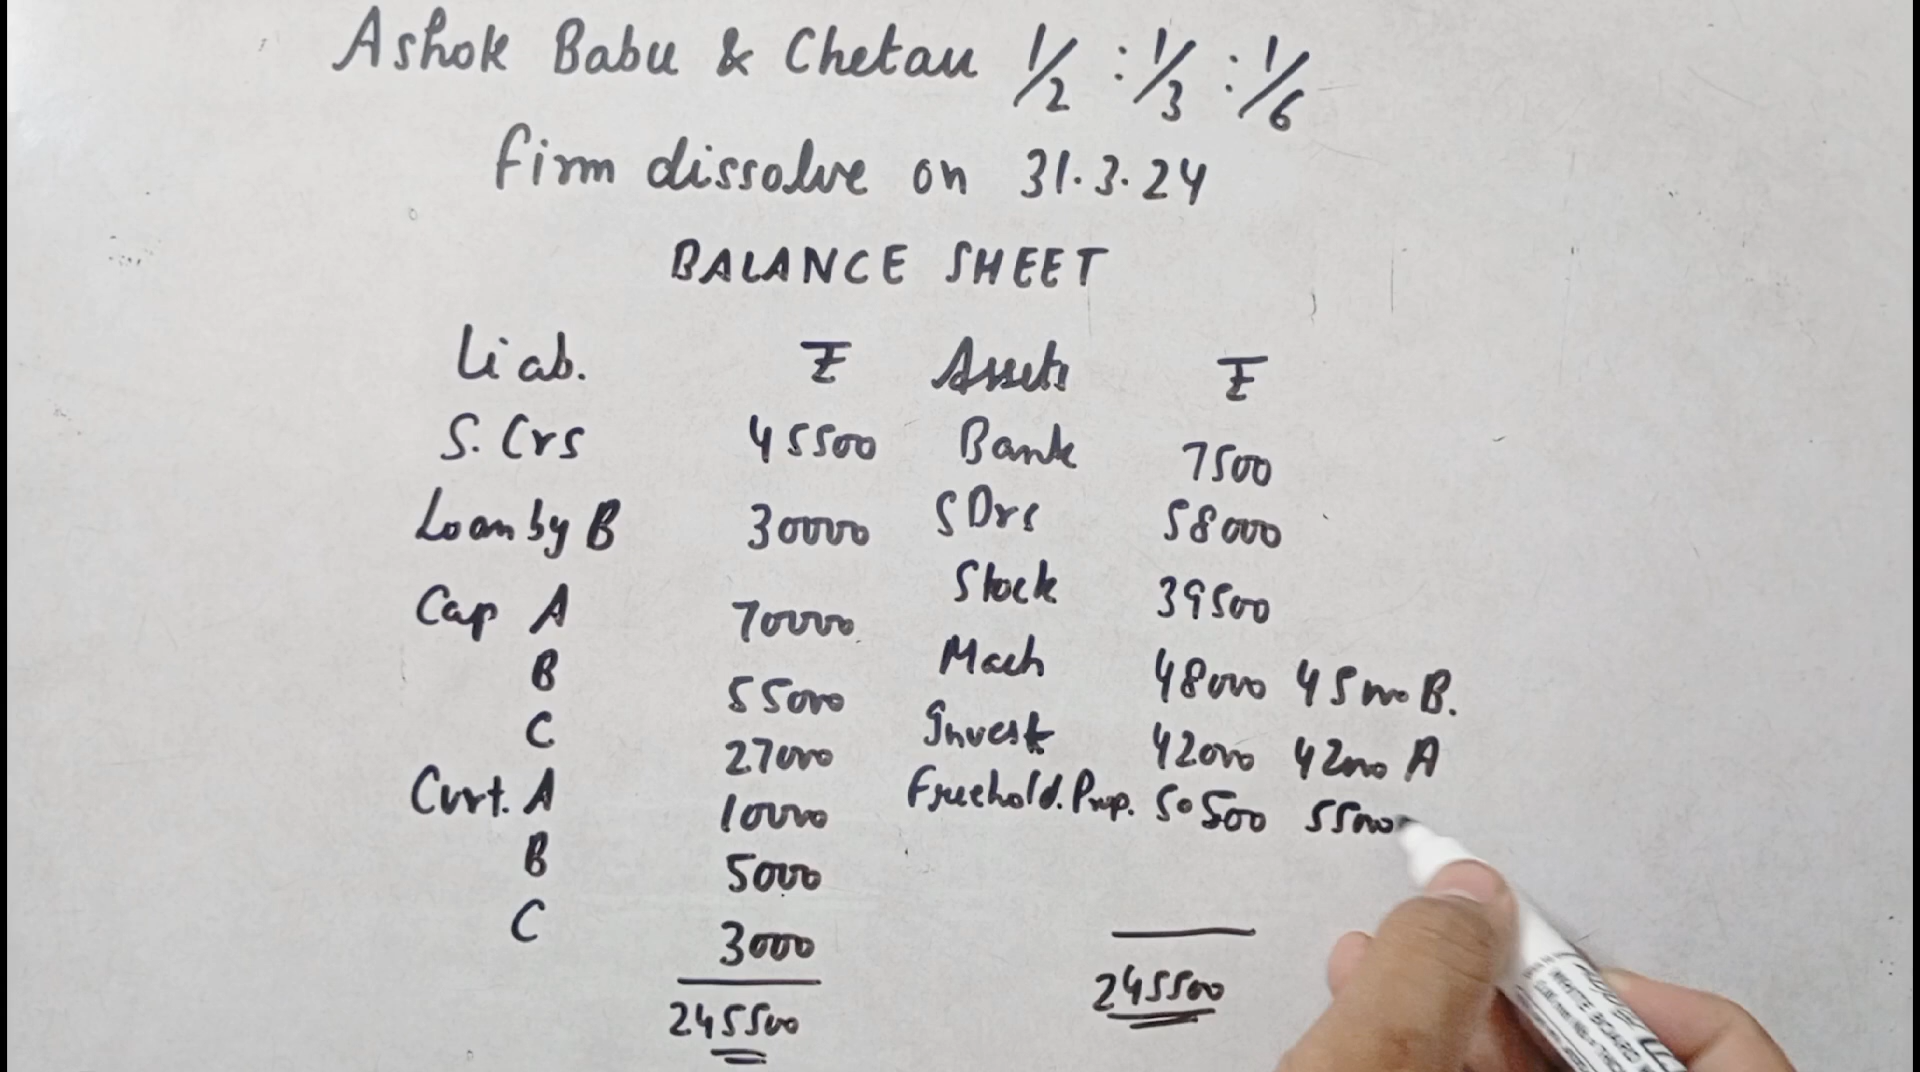 Ashok Babu & Chetan 1/2 : 1/3 : 1/6
firm dissolve on 31.3.24
BALANCE SHEET
Liab. ₹ Assets ₹
S. Crs 45500 Bank 7500
Loan by B 30000 S Drs 58000
Cap A 70000 Stock 39500
B 55000 Mach 48000 45000 B.
C 27000 Invest 42000 42000 A
Curt. A 10000 Freehold. Prop. 50500 55000
B 5000
C 3000
245500 245500
WHITE BOARD